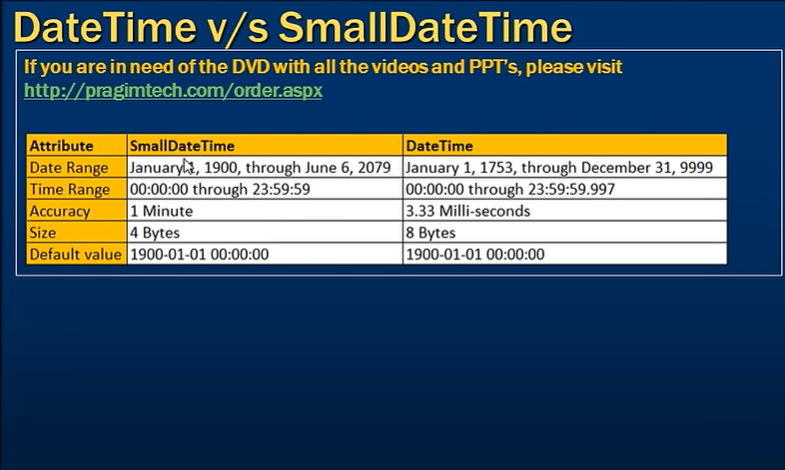 DateTime v/s SmallDateTime
If you are in need of the DVD with all the videos and PPT's, please visit
http://pragimtech.com/order.aspx
Attribute SmallDateTime DateTime
Date Range January 1, 1900, through June 6, 2079 January 1, 1753, through December 31, 9999
Time Range 00:00:00 through 23:59:59 00:00:00 through 23:59:59.997
Accuracy 1 Minute 3.33 Milli-seconds
Size 4 Bytes 8 Bytes
Default value 1900-01-01 00:00:00 1900-01-01 00:00:00